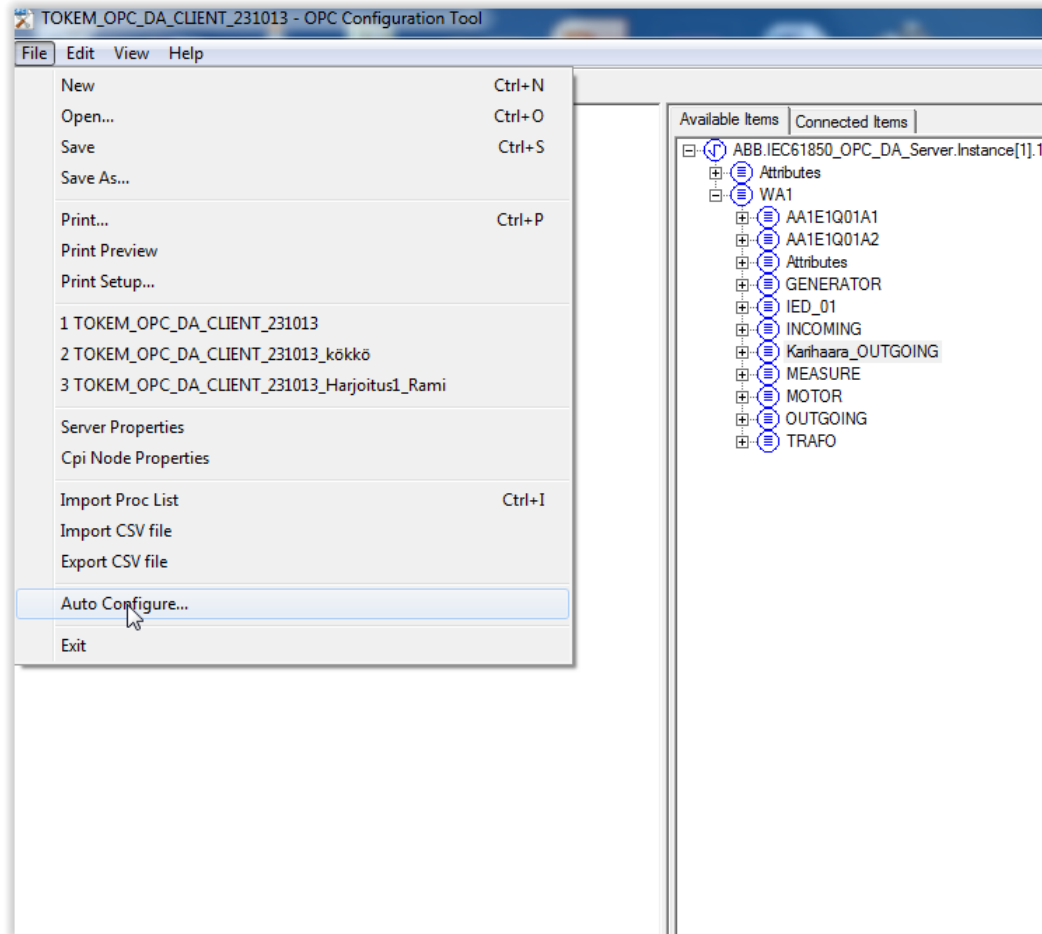 TOKEM_OPC_DA_CLIENT_231013 - OPC Configuration Tool
File Edit View Help
New Ctrl+N
Open... Ctrl+O
Save Ctrl+S
Save As...
Print... Ctrl+P
Print Preview
Print Setup...
1 TOKEM_OPC_DA_CLIENT_231013
2 TOKEM_OPC_DA_CLIENT_231013_kökkö
3 TOKEM_OPC_DA_CLIENT_231013_Harjoitus1_Rami
Server Properties
Cpi Node Properties
Import Proc List Ctrl+I
Import CSV file
Export CSV file
Auto Configure...
Exit
Available Items Connected Items
ABB.IEC61850_OPC_DA_Server.Instance[1].1
Attributes
WA1
AA1E1Q01A1
AA1E1Q01A2
Attributes
GENERATOR
IED_01
INCOMING
Karihaara_OUTGOING
MEASURE
MOTOR
OUTGOING
TRAFO